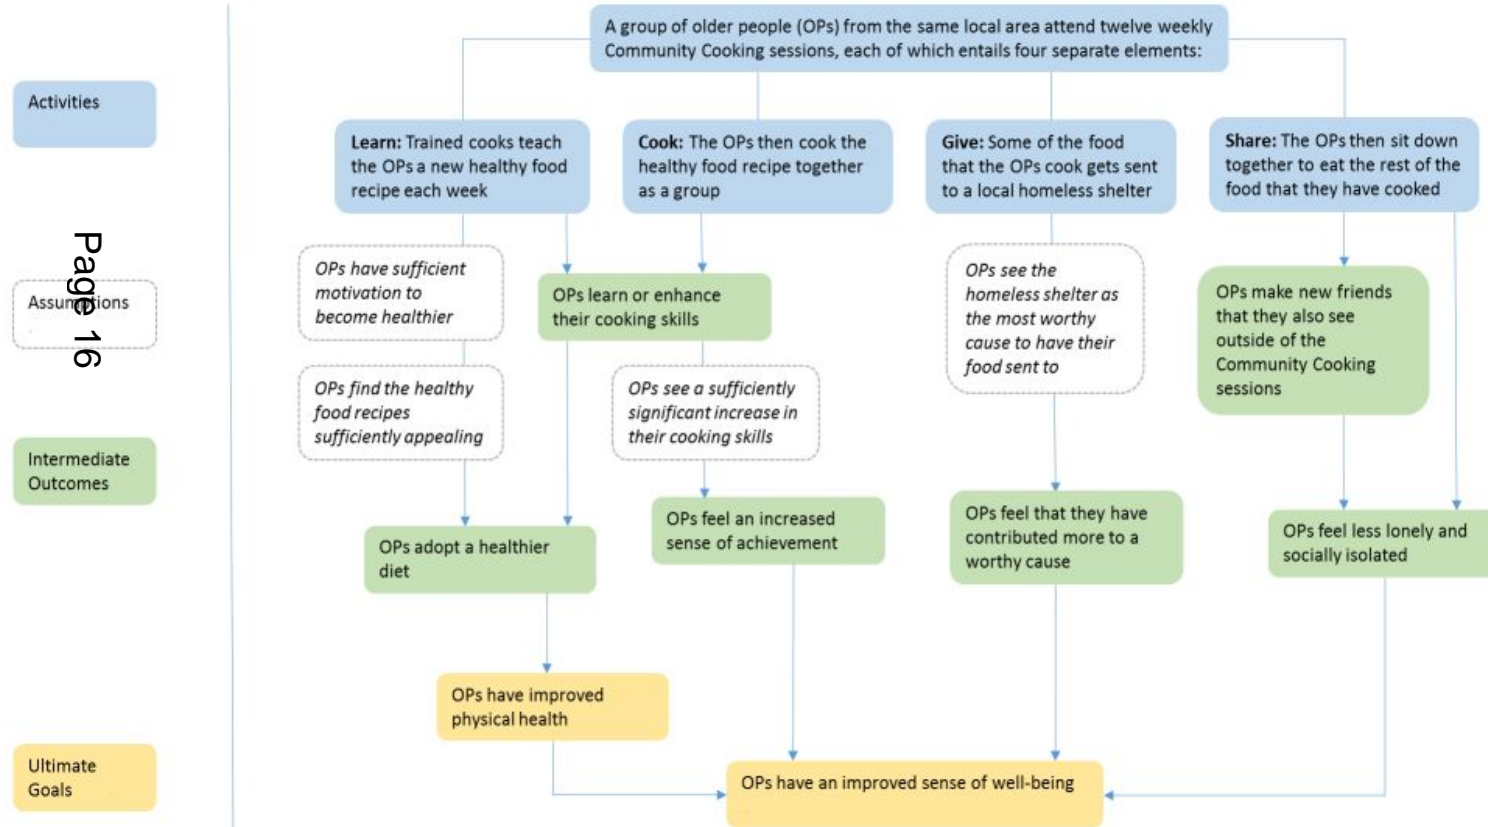 A group of older people (OPs) from the same local area attend twelve weekly
Community Cooking sessions, each of which entails four separate elements:
Activities
Learn: Trained cooks teach
the OPs a new healthy food
recipe each week
Cook: The OPs then cook the
healthy food recipe together
as a group
Give: Some of the food
that the OPs cook gets sent
to a local homeless shelter
Share: The OPs then sit down
together to eat the rest of the
food that they have cooked
Page 16
Assumptions
OPs have sufficient
motivation to
become healthier
OPs learn or enhance
their cooking skills
OPs see the
homeless shelter as
the most worthy
cause to have their
food sent to
OPs make new friends
that they also see
outside of the
Community Cooking
sessions
OPs find the healthy
food recipes
sufficiently appealing
OPs see a sufficiently
significant increase in
their cooking skills
Intermediate
Outcomes
OPs adopt a healthier
diet
OPs feel an increased
sense of achievement
OPs feel that they have
contributed more to a
worthy cause
OPs feel less lonely and
socially isolated
OPs have improved
physical health
Ultimate
Goals
OPs have an improved sense of well-being